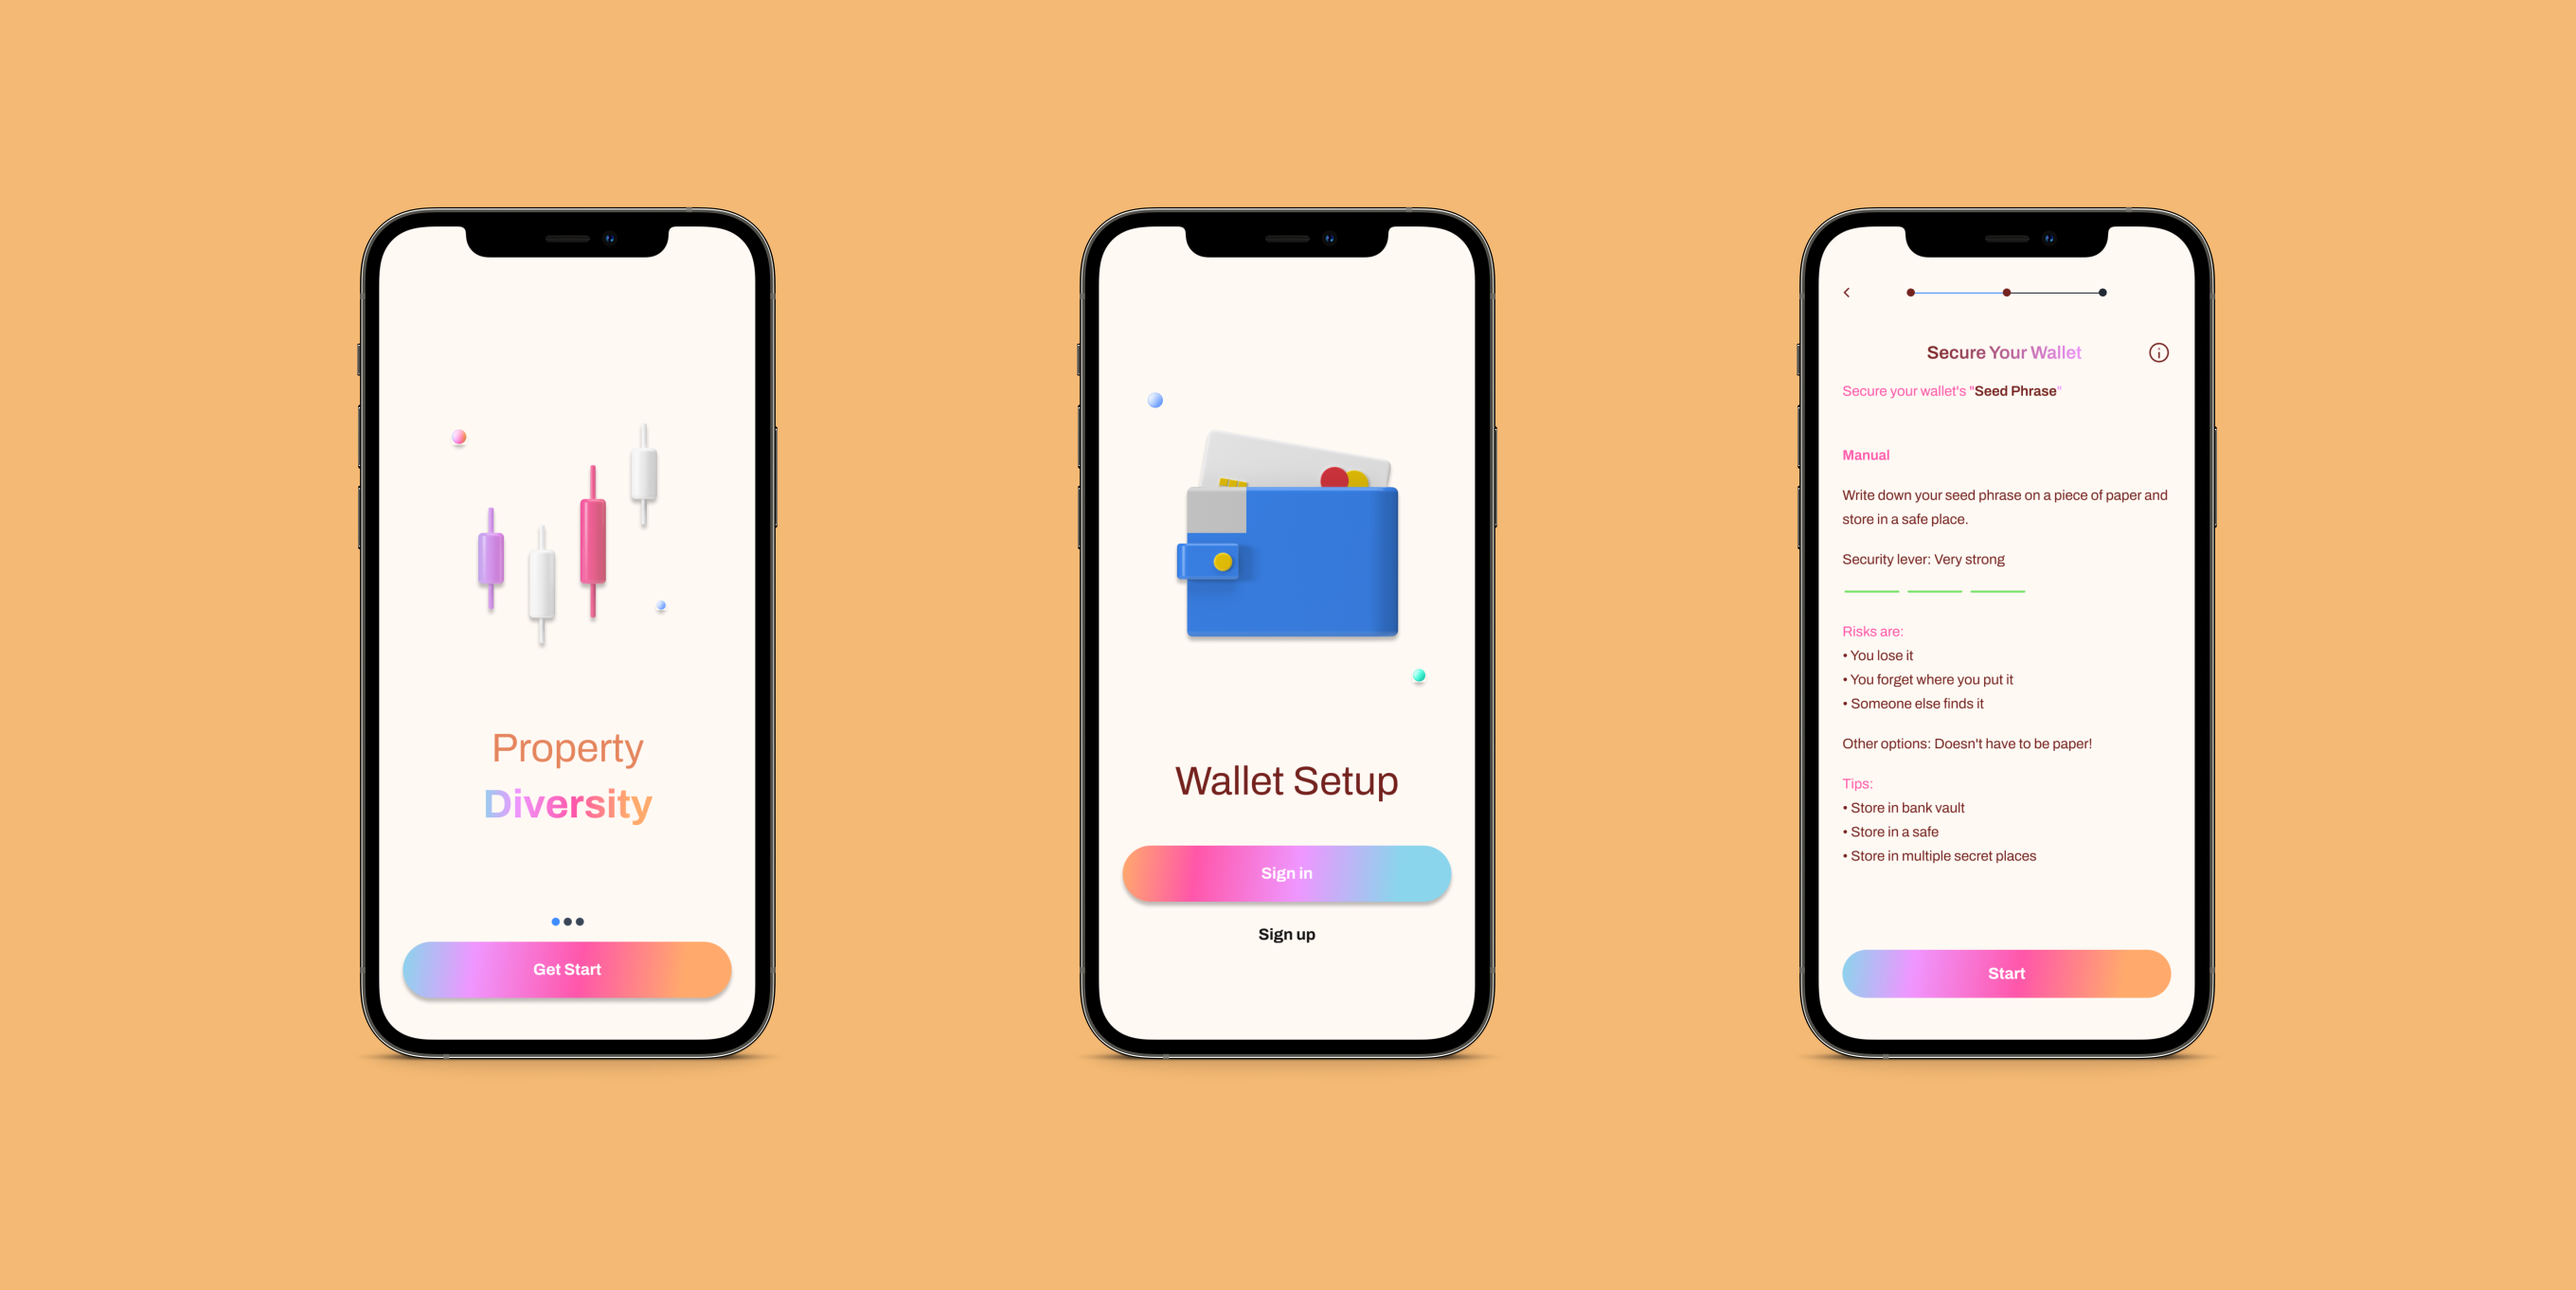 Property
Diversity
Get Start
Wallet Setup
Sign in
Sign up
Secure Your Wallet
Secure your wallet's "Seed Phrase"
Manual
Write down your seed phrase on a piece of paper and
store in a safe place.
Security lever: Very strong
Risks are:
• You lose it
• You forget where you put it
• Someone else finds it
Other options: Doesn't have to be paper!
Tips:
• Store in bank vault
• Store in a safe
• Store in multiple secret places
Start